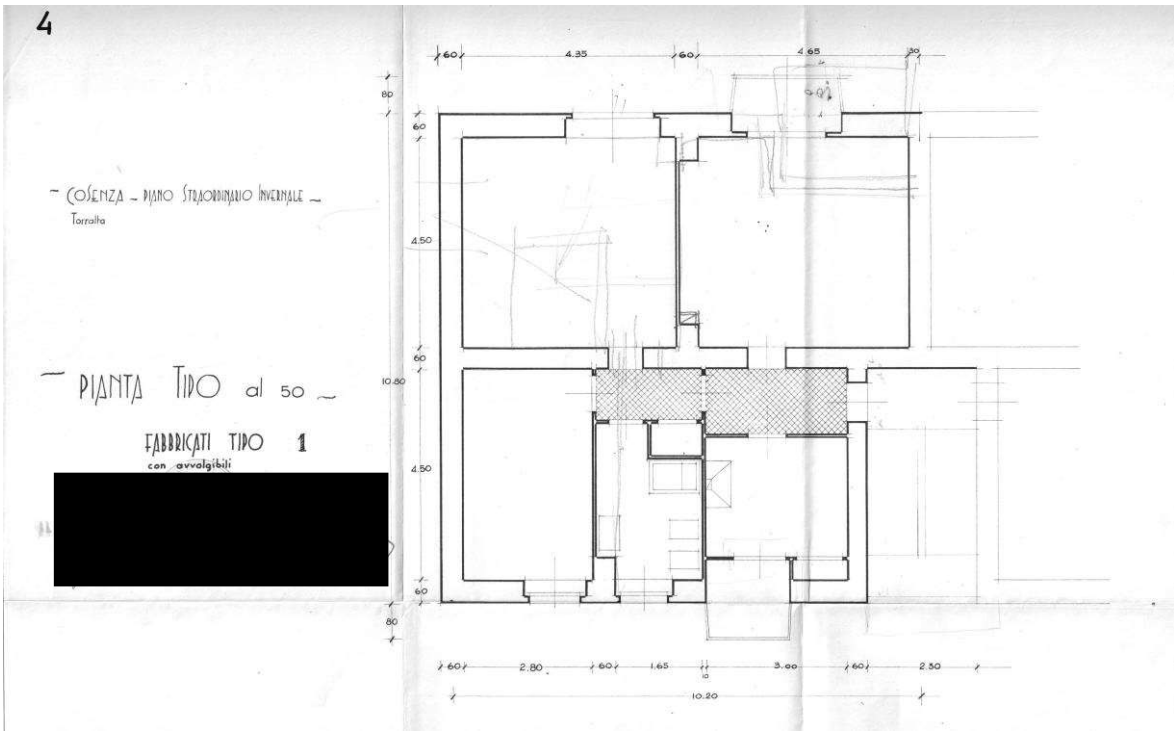 4
60 4.35 60 4.65 30
80
60
~ COSENZA - PIANO STRAORDINARIO INVERNALE ~
Torralta
4.50
60
10.80
~ PIANTA TIPO al 50 ~
FABBRICATI TIPO 1
con avvolgibili
4.50
60
80
60 2.80 60 1.65 10 3.00 60 2.50
10.20